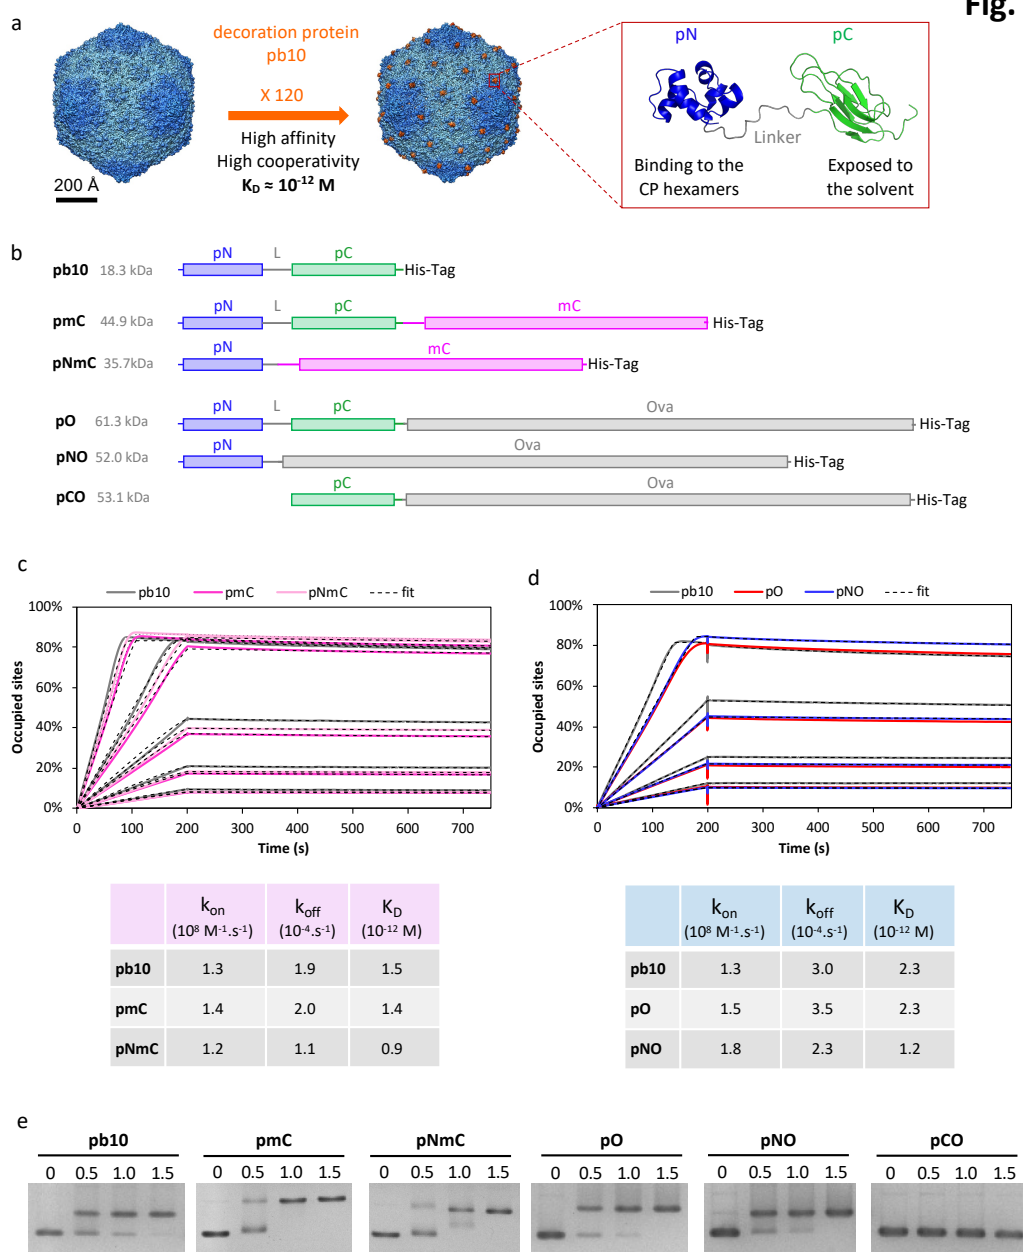 Fig.
a
decoration protein
pb10
X 120
High affinity
High cooperativity
K_D ≈ 10⁻¹² M
200 Å
pN
pC
Linker
Binding to the
CP hexamers
Exposed to
the solvent
b
pb10 18.3 kDa pN L pC His-Tag
pmC 44.9 kDa pN L pC mC His-Tag
pNmC 35.7kDa pN mC His-Tag
pO 61.3 kDa pN L pC Ova His-Tag
pNO 52.0 kDa pN Ova His-Tag
pCO 53.1 kDa pC Ova His-Tag
c
pb10 pmC pNmC fit
100%
80%
60%
40%
20%
0%
Occupied sites
0 100 200 300 400 500 600 700
Time (s)
k_on (10⁸ M⁻¹.s⁻¹) k_off (10⁻⁴.s⁻¹) K_D (10⁻¹² M)
pb10 1.3 1.9 1.5
pmC 1.4 2.0 1.4
pNmC 1.2 1.1 0.9
d
pb10 pO pNO fit
100%
80%
60%
40%
20%
0%
Occupied sites
0 100 200 300 400 500 600 700
Time (s)
k_on (10⁸ M⁻¹.s⁻¹) k_off (10⁻⁴.s⁻¹) K_D (10⁻¹² M)
pb10 1.3 3.0 2.3
pO 1.5 3.5 2.3
pNO 1.8 2.3 1.2
e
pb10 pmC pNmC pO pNO pCO
0 0.5 1.0 1.5 0 0.5 1.0 1.5 0 0.5 1.0 1.5 0 0.5 1.0 1.5 0 0.5 1.0 1.5 0 0.5 1.0 1.5